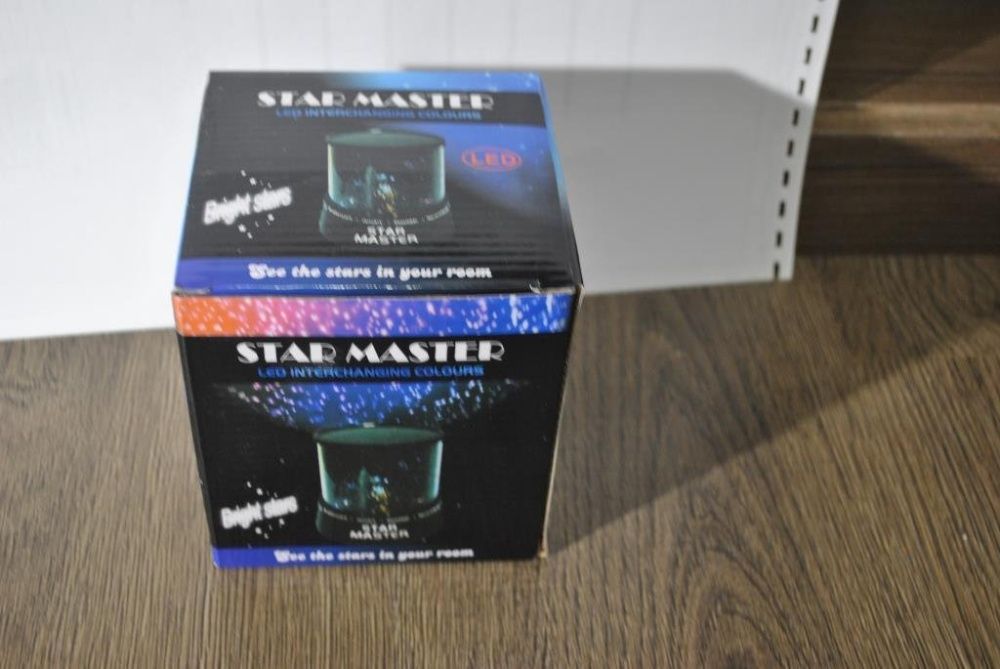 STAR MASTER
LED INTERCHANGING COLOURS
LED
Bright stars
STAR
MASTER
See the stars in your room
STAR MASTER
LED INTERCHANGING COLOURS
Bright stars
STAR
MASTER
See the stars in your room